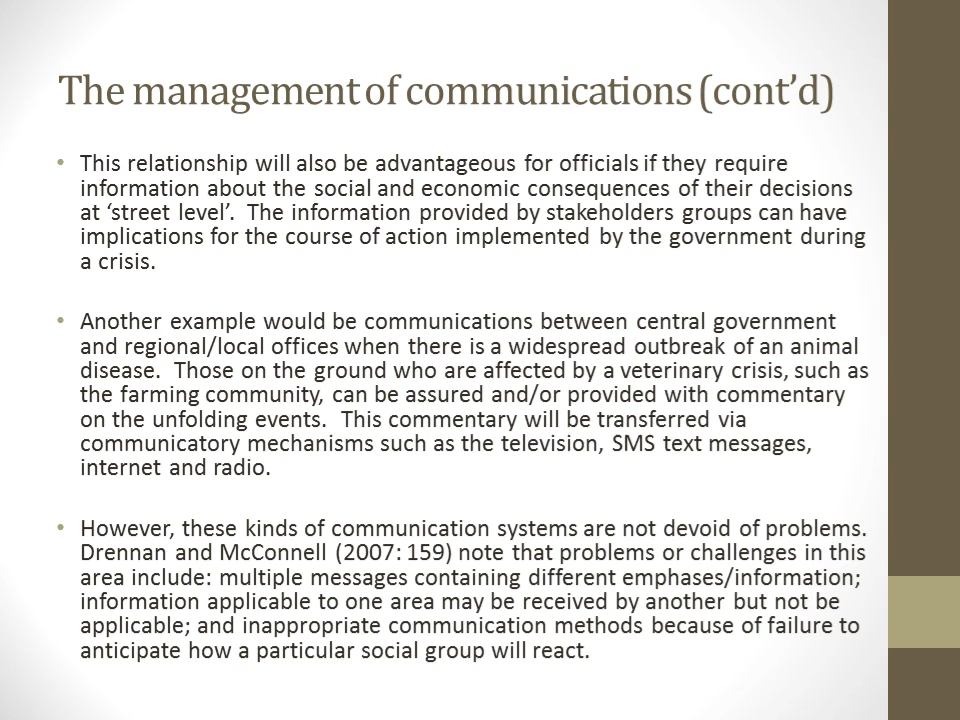 The management of communications (cont’d)
• This relationship will also be advantageous for officials if they require
information about the social and economic consequences of their decisions
at ‘street level’.  The information provided by stakeholders groups can have
implications for the course of action implemented by the government during
a crisis.
• Another example would be communications between central government
and regional/local offices when there is a widespread outbreak of an animal
disease.  Those on the ground who are affected by a veterinary crisis, such as
the farming community, can be assured and/or provided with commentary
on the unfolding events.  This commentary will be transferred via
communicatory mechanisms such as the television, SMS text messages,
internet and radio.
• However, these kinds of communication systems are not devoid of problems.
Drennan and McConnell (2007: 159) note that problems or challenges in this
area include: multiple messages containing different emphases/information;
information applicable to one area may be received by another but not be
applicable; and inappropriate communication methods because of failure to
anticipate how a particular social group will react.